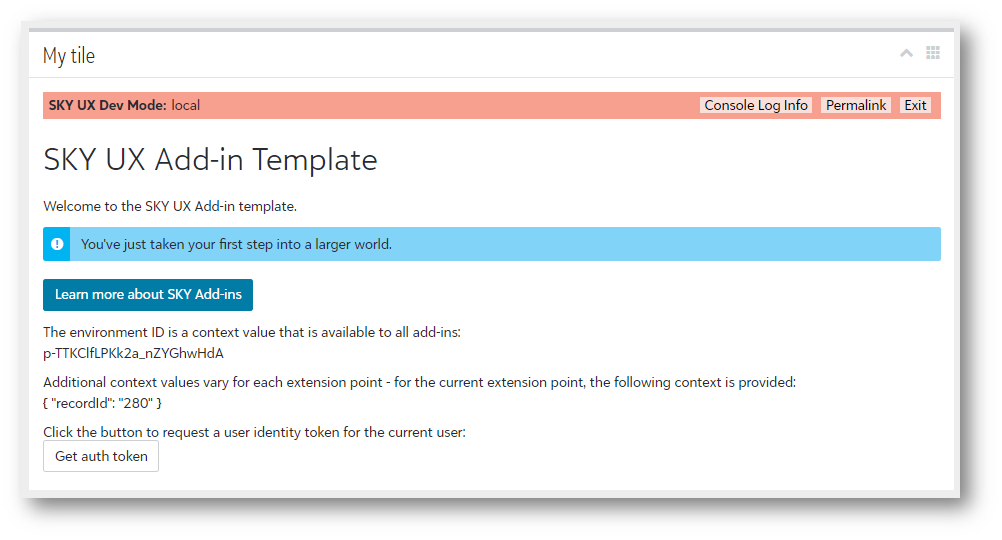 My tile
SKY UX Dev Mode: local Console Log Info Permalink Exit
SKY UX Add-in Template
Welcome to the SKY UX Add-in template.
You've just taken your first step into a larger world.
Learn more about SKY Add-ins
The environment ID is a context value that is available to all add-ins:
p-TTKClfLPKk2a_nZYGhwHdA
Additional context values vary for each extension point - for the current extension point, the following context is provided:
{ "recordId": "280" }
Click the button to request a user identity token for the current user:
Get auth token